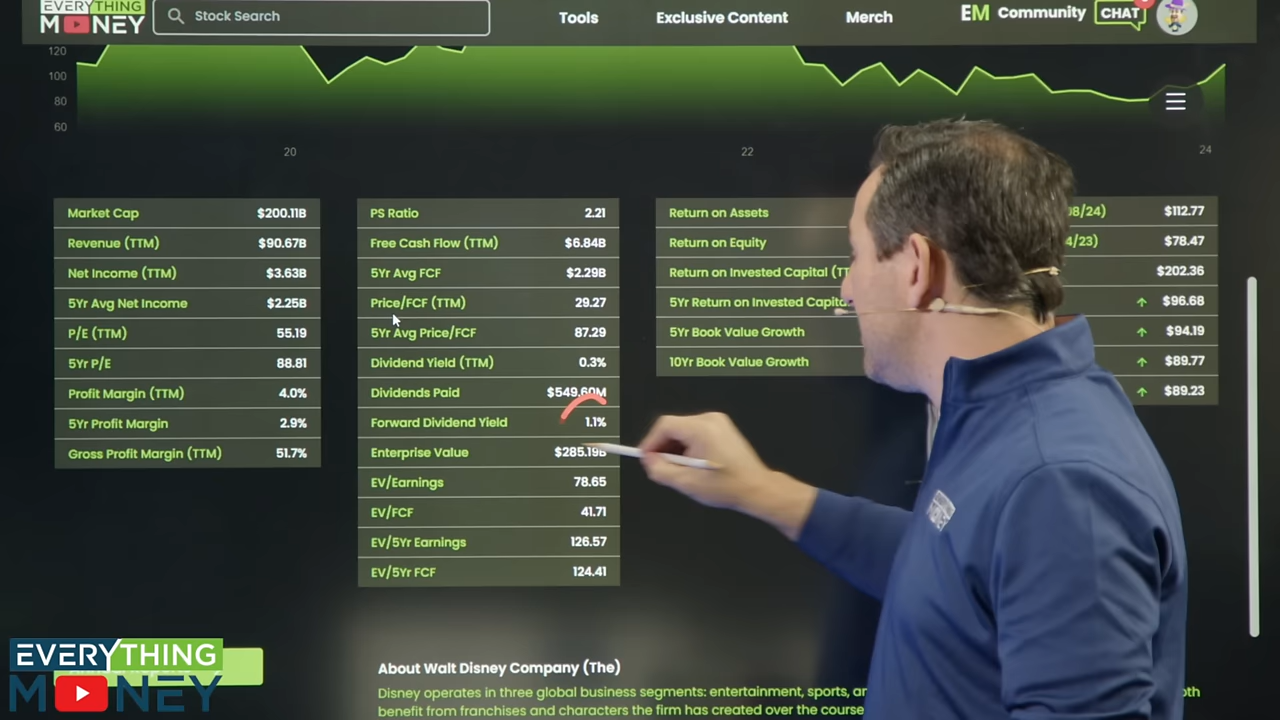 EVERYTHING
MONEY
Stock Search
Tools
Exclusive Content
Merch
EM Community
CHAT
120
100
80
60
20
22
24
Market Cap $200.11B
Revenue (TTM) $90.67B
Net Income (TTM) $3.63B
5Yr Avg Net Income $2.25B
P/E (TTM) 55.19
5Yr P/E 88.81
Profit Margin (TTM) 4.0%
5Yr Profit Margin 2.9%
Gross Profit Margin (TTM) 51.7%
PS Ratio 2.21
Free Cash Flow (TTM) $6.84B
5Yr Avg FCF $2.29B
Price/FCF (TTM) 29.27
5Yr Avg Price/FCF 87.29
Dividend Yield (TTM) 0.3%
Dividends Paid $549.60M
Forward Dividend Yield 1.1%
Enterprise Value $285.19B
EV/Earnings 78.65
EV/FCF 41.71
EV/5Yr Earnings 126.57
EV/5Yr FCF 124.41
Return on Assets
Return on Equity
Return on Invested Capital
5Yr Return on Invested
5Yr Book Value Growth
10Yr Book Value Growth
/24) $112.77
4/23) $78.47
$202.36
$96.68
$94.19
$89.77
$89.23
About Walt Disney Company (The)
Disney operates in three global business segments: entertainment, sports,
benefit from franchises and characters the firm has created over the course
EVERYTHING
MONEY